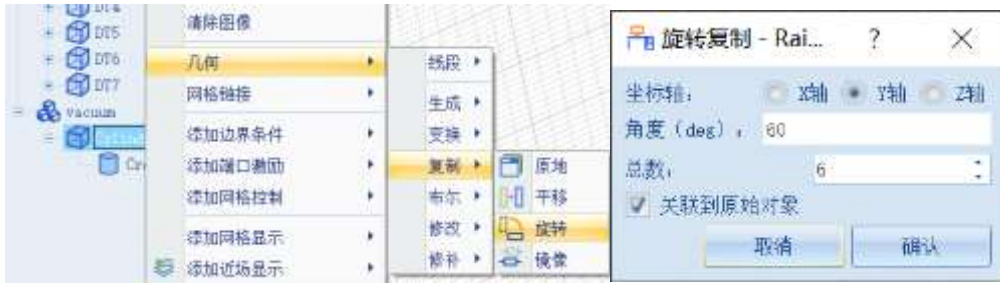 DT4
DT5
DT6
DT7
Vacuum
清除图像
几何
网格链接
添加边界条件
添加端口激励
添加网格控制
添加网格显示
添加近场显示
线段
生成
变换
复制
布尔
修改
修补
原地
平移
旋转
镜像
旋转复制 - Rai... ? ×
坐标轴: X轴 Y轴 Z轴
角度 (deg): 60
总数: 6
关联到原始对象
取消 确认